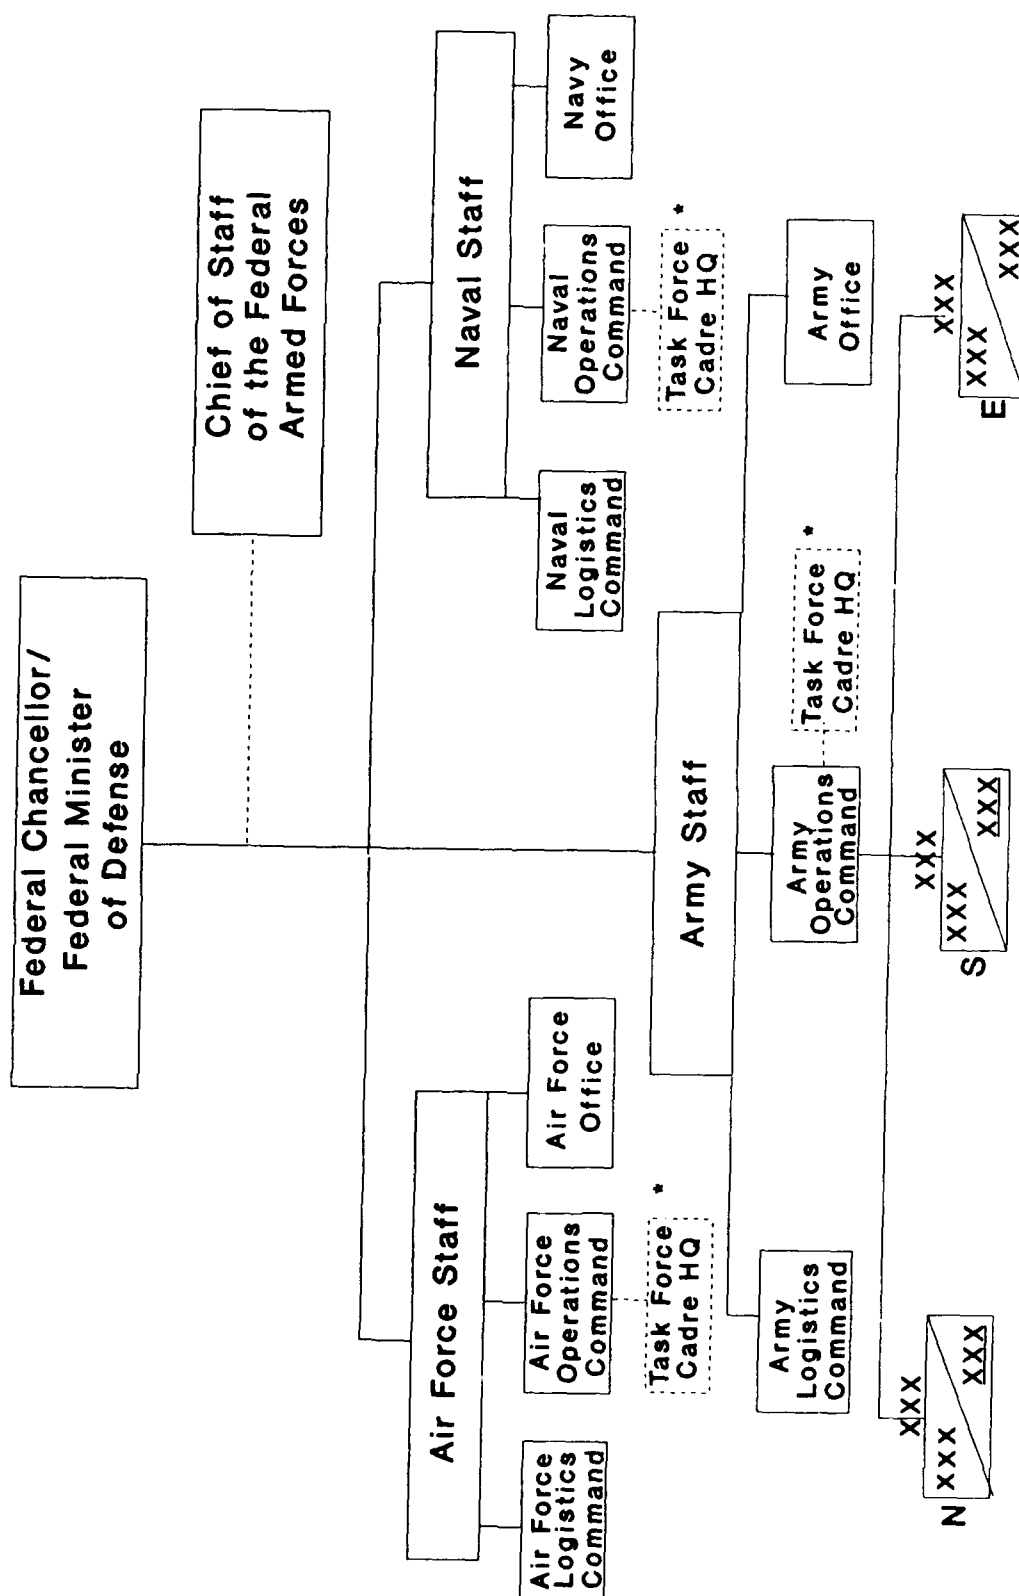 Federal Chancellor/
Federal Minister
of Defense
Chief of Staff
of the Federal
Armed Forces
Air Force Staff
Naval Staff
Air Force
Logistics
Command
Air Force
Operations
Command
Air Force
Office
Naval
Logistics
Command
Naval
Operations
Command
Navy
Office
Task Force *
Cadre HQ
Task Force *
Cadre HQ
Army Staff
Army
Logistics
Command
Army
Operations
Command
Task Force *
Cadre HQ
Army
Office
XXX
N
XXX
XXX
XXX
S
XXX
XXX
XXX
E
XXX
XXX